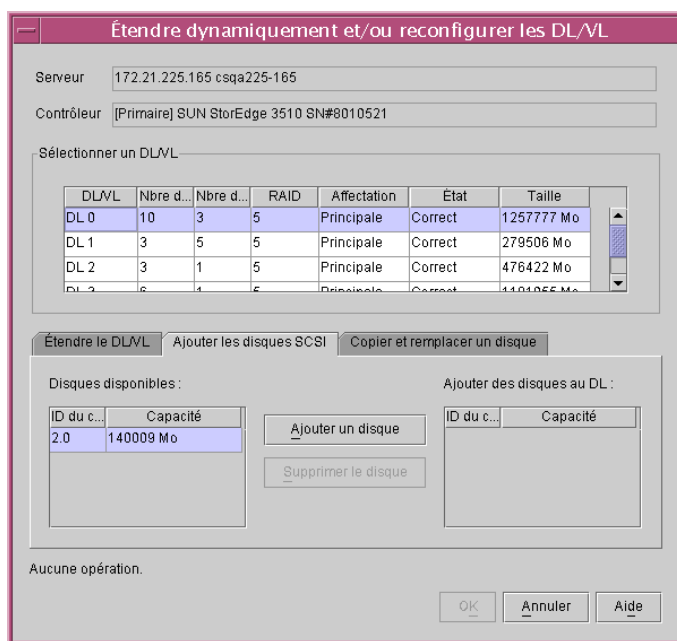 Étendre dynamiquement et/ou reconfigurer les DL/VL
Serveur 172.21.225.165 csqa225-165
Contrôleur [Primaire] SUN StorEdge 3510 SN#8010521
Sélectionner un DL/VL
DL/VL Nbre d... Nbre d... RAID Affectation État Taille
DL 0 10 3 5 Principale Correct 1257777 Mo
DL 1 3 5 5 Principale Correct 279506 Mo
DL 2 3 1 5 Principale Correct 476422 Mo
Étendre le DL/VL Ajouter les disques SCSI Copier et remplacer un disque
Disques disponibles : Ajouter des disques au DL :
ID du c... Capacité Ajouter un disque ID du c... Capacité
2.0 140009 Mo
Supprimer le disque
Aucune opération.
OK Annuler Aide